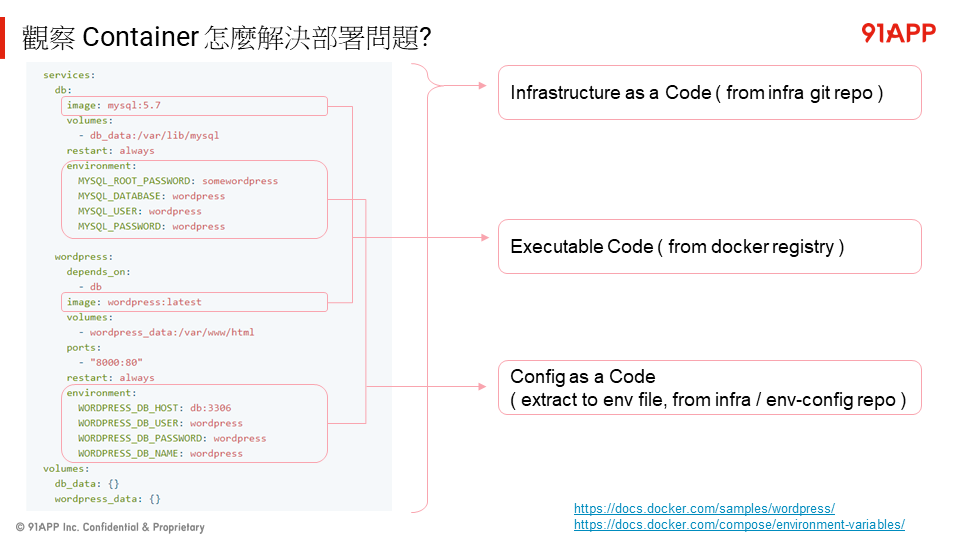 觀察 Container 怎麼解決部署問題?
91APP
services:
db:
image: mysql:5.7
volumes:
- db_data:/var/lib/mysql
restart: always
environment:
MYSQL_ROOT_PASSWORD: somewordpress
MYSQL_DATABASE: wordpress
MYSQL_USER: wordpress
MYSQL_PASSWORD: wordpress
wordpress:
depends_on:
- db
image: wordpress:latest
volumes:
- wordpress_data:/var/www/html
ports:
- "8000:80"
restart: always
environment:
WORDPRESS_DB_HOST: db:3306
WORDPRESS_DB_USER: wordpress
WORDPRESS_DB_PASSWORD: wordpress
WORDPRESS_DB_NAME: wordpress
volumes:
db_data: {}
wordpress_data: {}
Infrastructure as a Code ( from infra git repo )
Executable Code ( from docker registry )
Config as a Code
( extract to env file, from infra / env-config repo )
https://docs.docker.com/samples/wordpress/
https://docs.docker.com/compose/environment-variables/
© 91APP Inc. Confidential & Proprietary